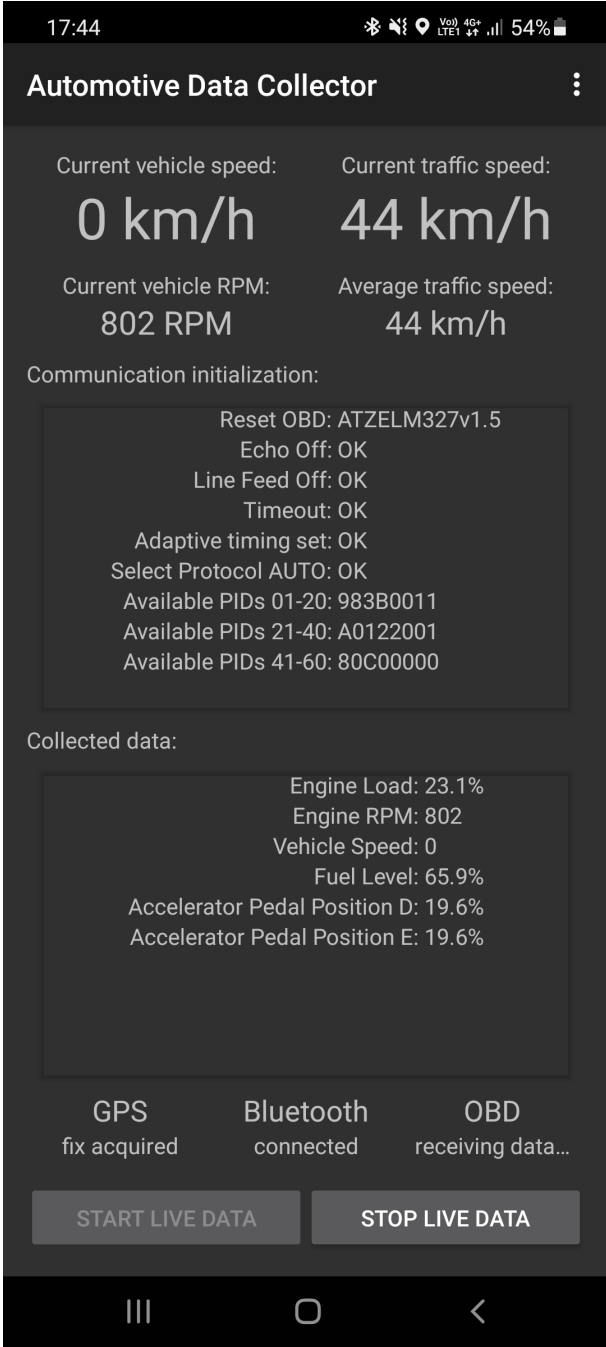 17:44 Vo)) LTE1 4G+ 54%
Automotive Data Collector
Current vehicle speed: Current traffic speed:
0 km/h 44 km/h
Current vehicle RPM: Average traffic speed:
802 RPM 44 km/h
Communication initialization:
Reset OBD: ATZELM327v1.5
Echo Off: OK
Line Feed Off: OK
Timeout: OK
Adaptive timing set: OK
Select Protocol AUTO: OK
Available PIDs 01-20: 983B0011
Available PIDs 21-40: A0122001
Available PIDs 41-60: 80C00000
Collected data:
Engine Load: 23.1%
Engine RPM: 802
Vehicle Speed: 0
Fuel Level: 65.9%
Accelerator Pedal Position D: 19.6%
Accelerator Pedal Position E: 19.6%
GPS Bluetooth OBD
fix acquired connected receiving data...
START LIVE DATA STOP LIVE DATA